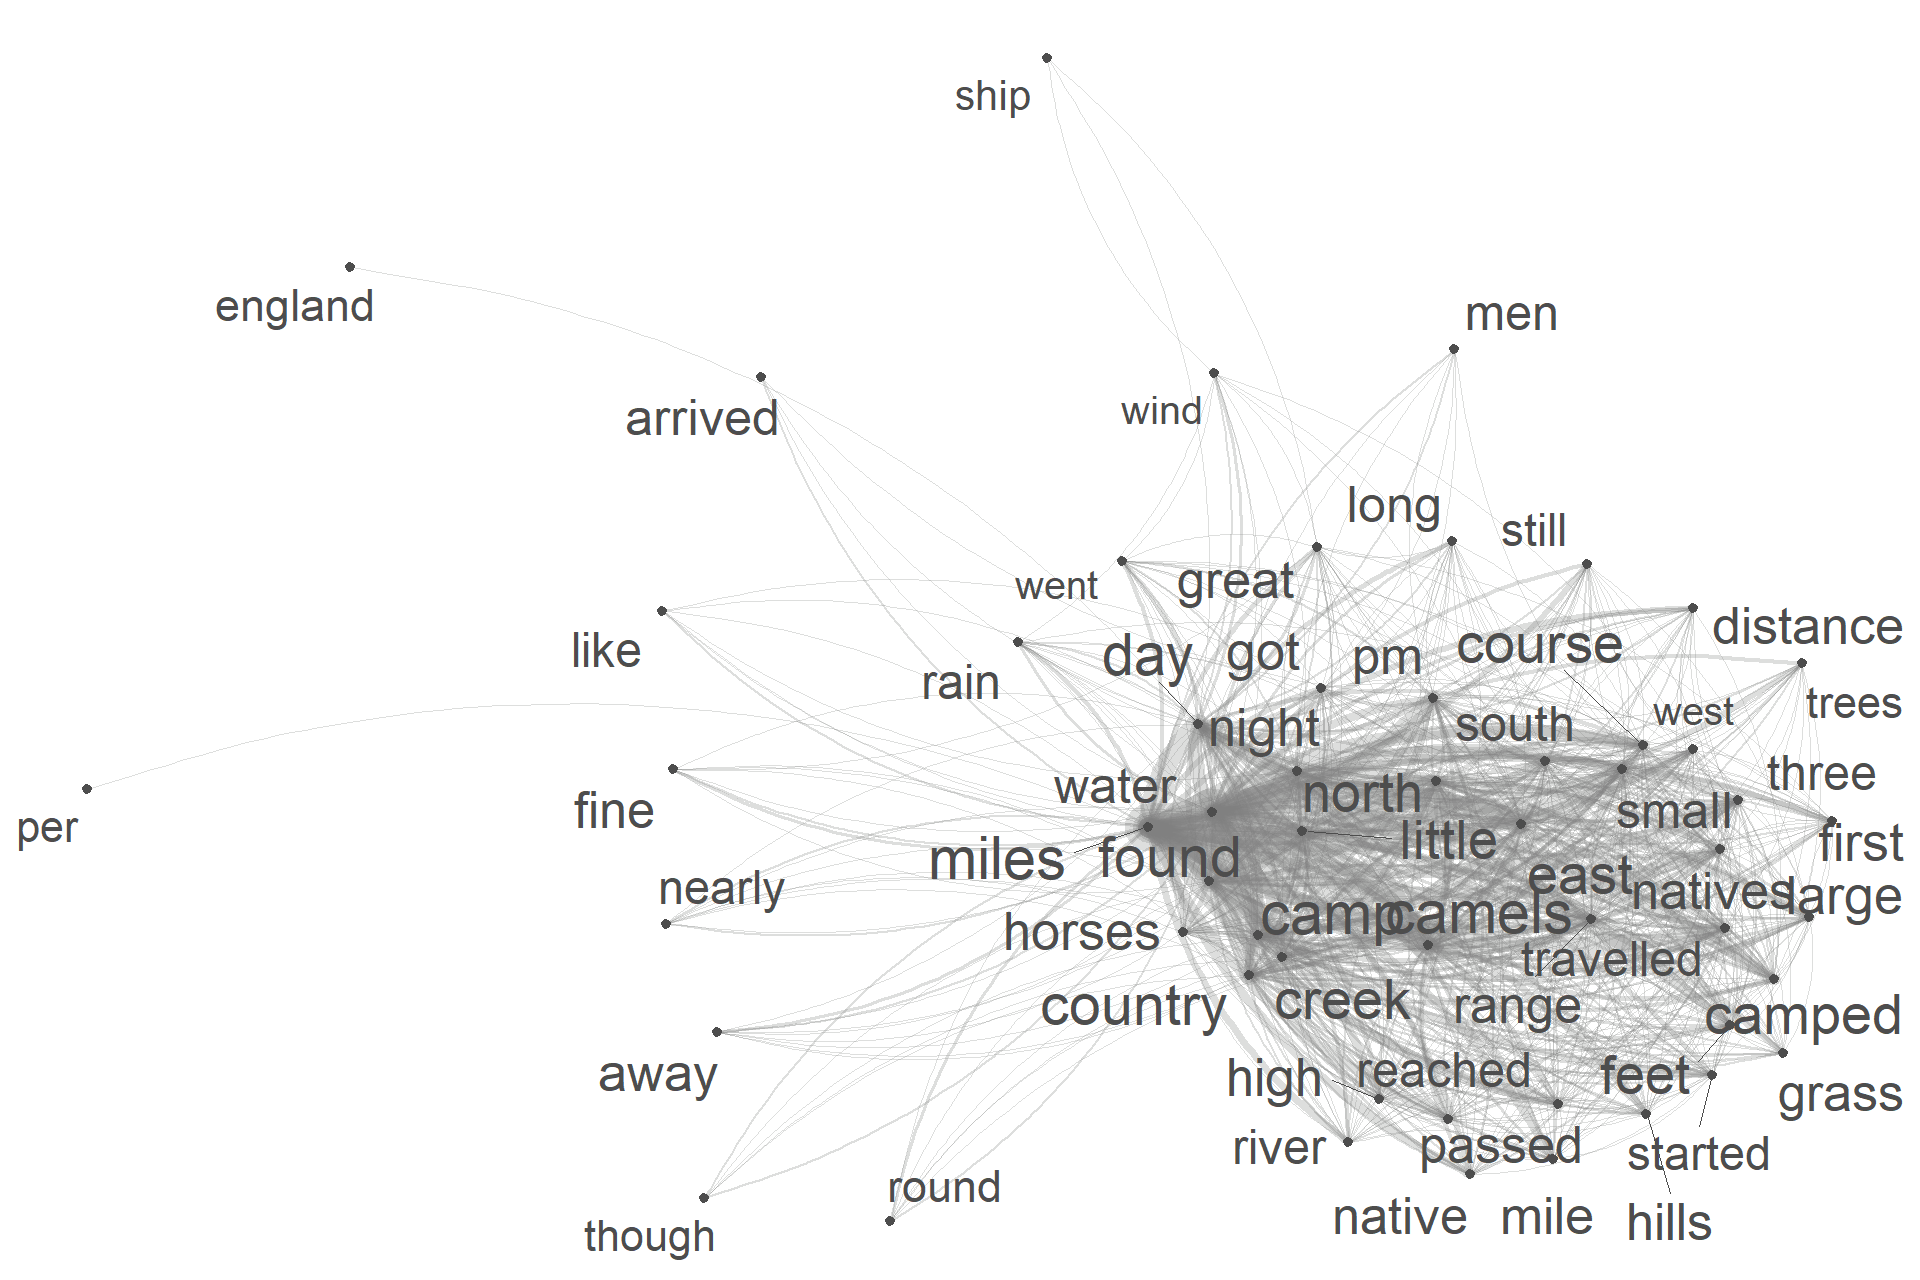 ship
england
men
arrived
wind
long
still
went
great
distance
like
rain
day
got
pm
course
trees
night
south
west
water
north
three
fine
small
per
miles
found
little
first
nearly
east
natives
large
horses
camp
camels
travelled
country
creek
range
camped
away
high
reached
feet
grass
river
passed
started
round
though
native
mile
hills